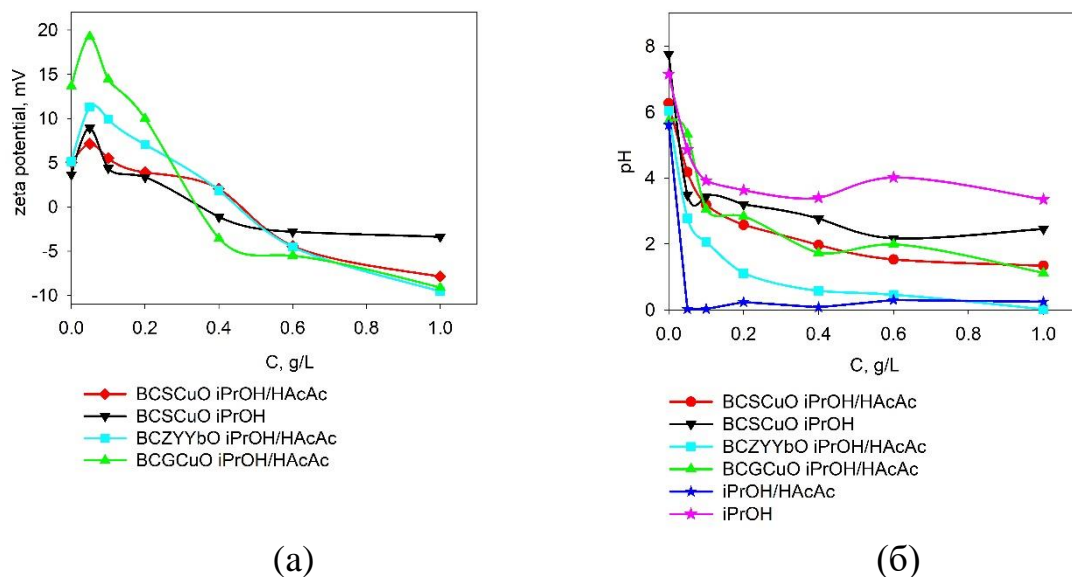 20
15
10
5
0
-5
-10
zeta potential, mV
0.0 0.2 0.4 0.6 0.8 1.0
C, g/L
BCSCuO iPrOH/HAcAc
BCSCuO iPrOH
BCZYYbO iPrOH/HAcAc
BCGCuO iPrOH/HAcAc
(а)
8
6
4
2
0
pH
0.0 0.2 0.4 0.6 0.8 1.0
C, g/L
BCSCuO iPrOH/HAcAc
BCSCuO iPrOH
BCZYYbO iPrOH/HAcAc
BCGCuO iPrOH/HAcAc
iPrOH/HAcAc
iPrOH
(б)